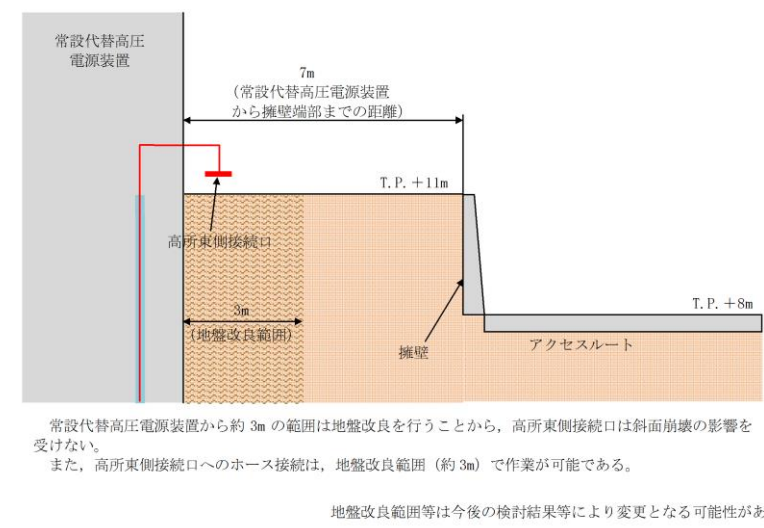 常設代替高圧
電源装置
7m
(常設代替高圧電源装置
から擁壁端部までの距離)
T.P.+11m
高所東側接続口
3m
(地盤改良範囲)
T.P.+8m
擁壁
アクセスルート
常設代替高圧電源装置から約 3m の範囲は地盤改良を行うことから，高所東側接続口は斜面崩壊の影響を
受けない。
また，高所東側接続口へのホース接続は，地盤改良範囲（約 3m）で作業が可能である。
地盤改良範囲等は今後の検討結果等により変更となる可能性があ